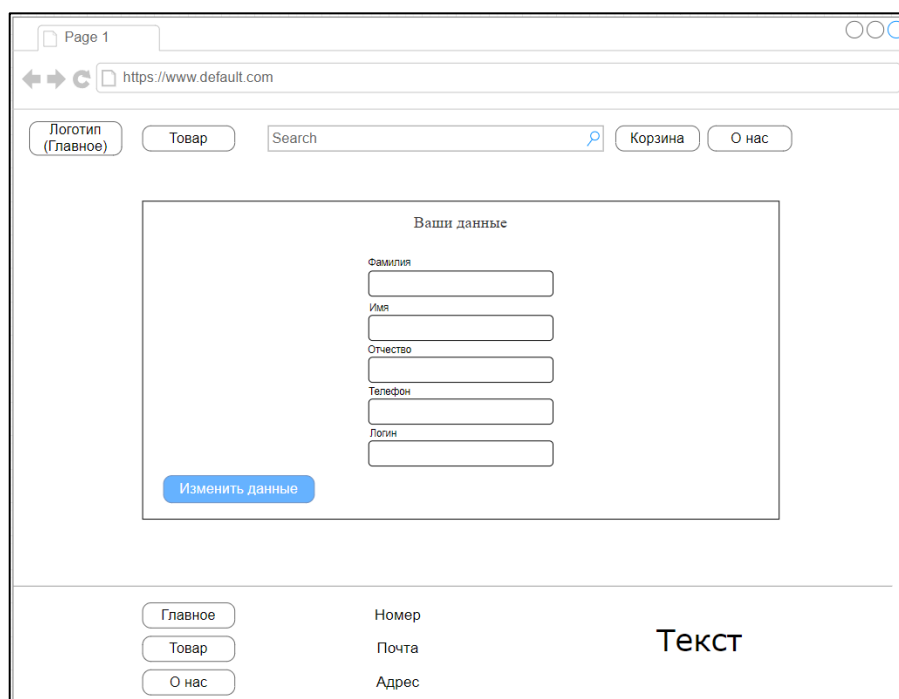 Page 1
https://www.default.com
Логотип
(Главное)
Товар
Search
Корзина
О нас
Ваши данные
Фамилия
Имя
Отчество
Телефон
Логин
Изменить данные
Главное
Номер
Текст
Товар
Почта
О нас
Адрес